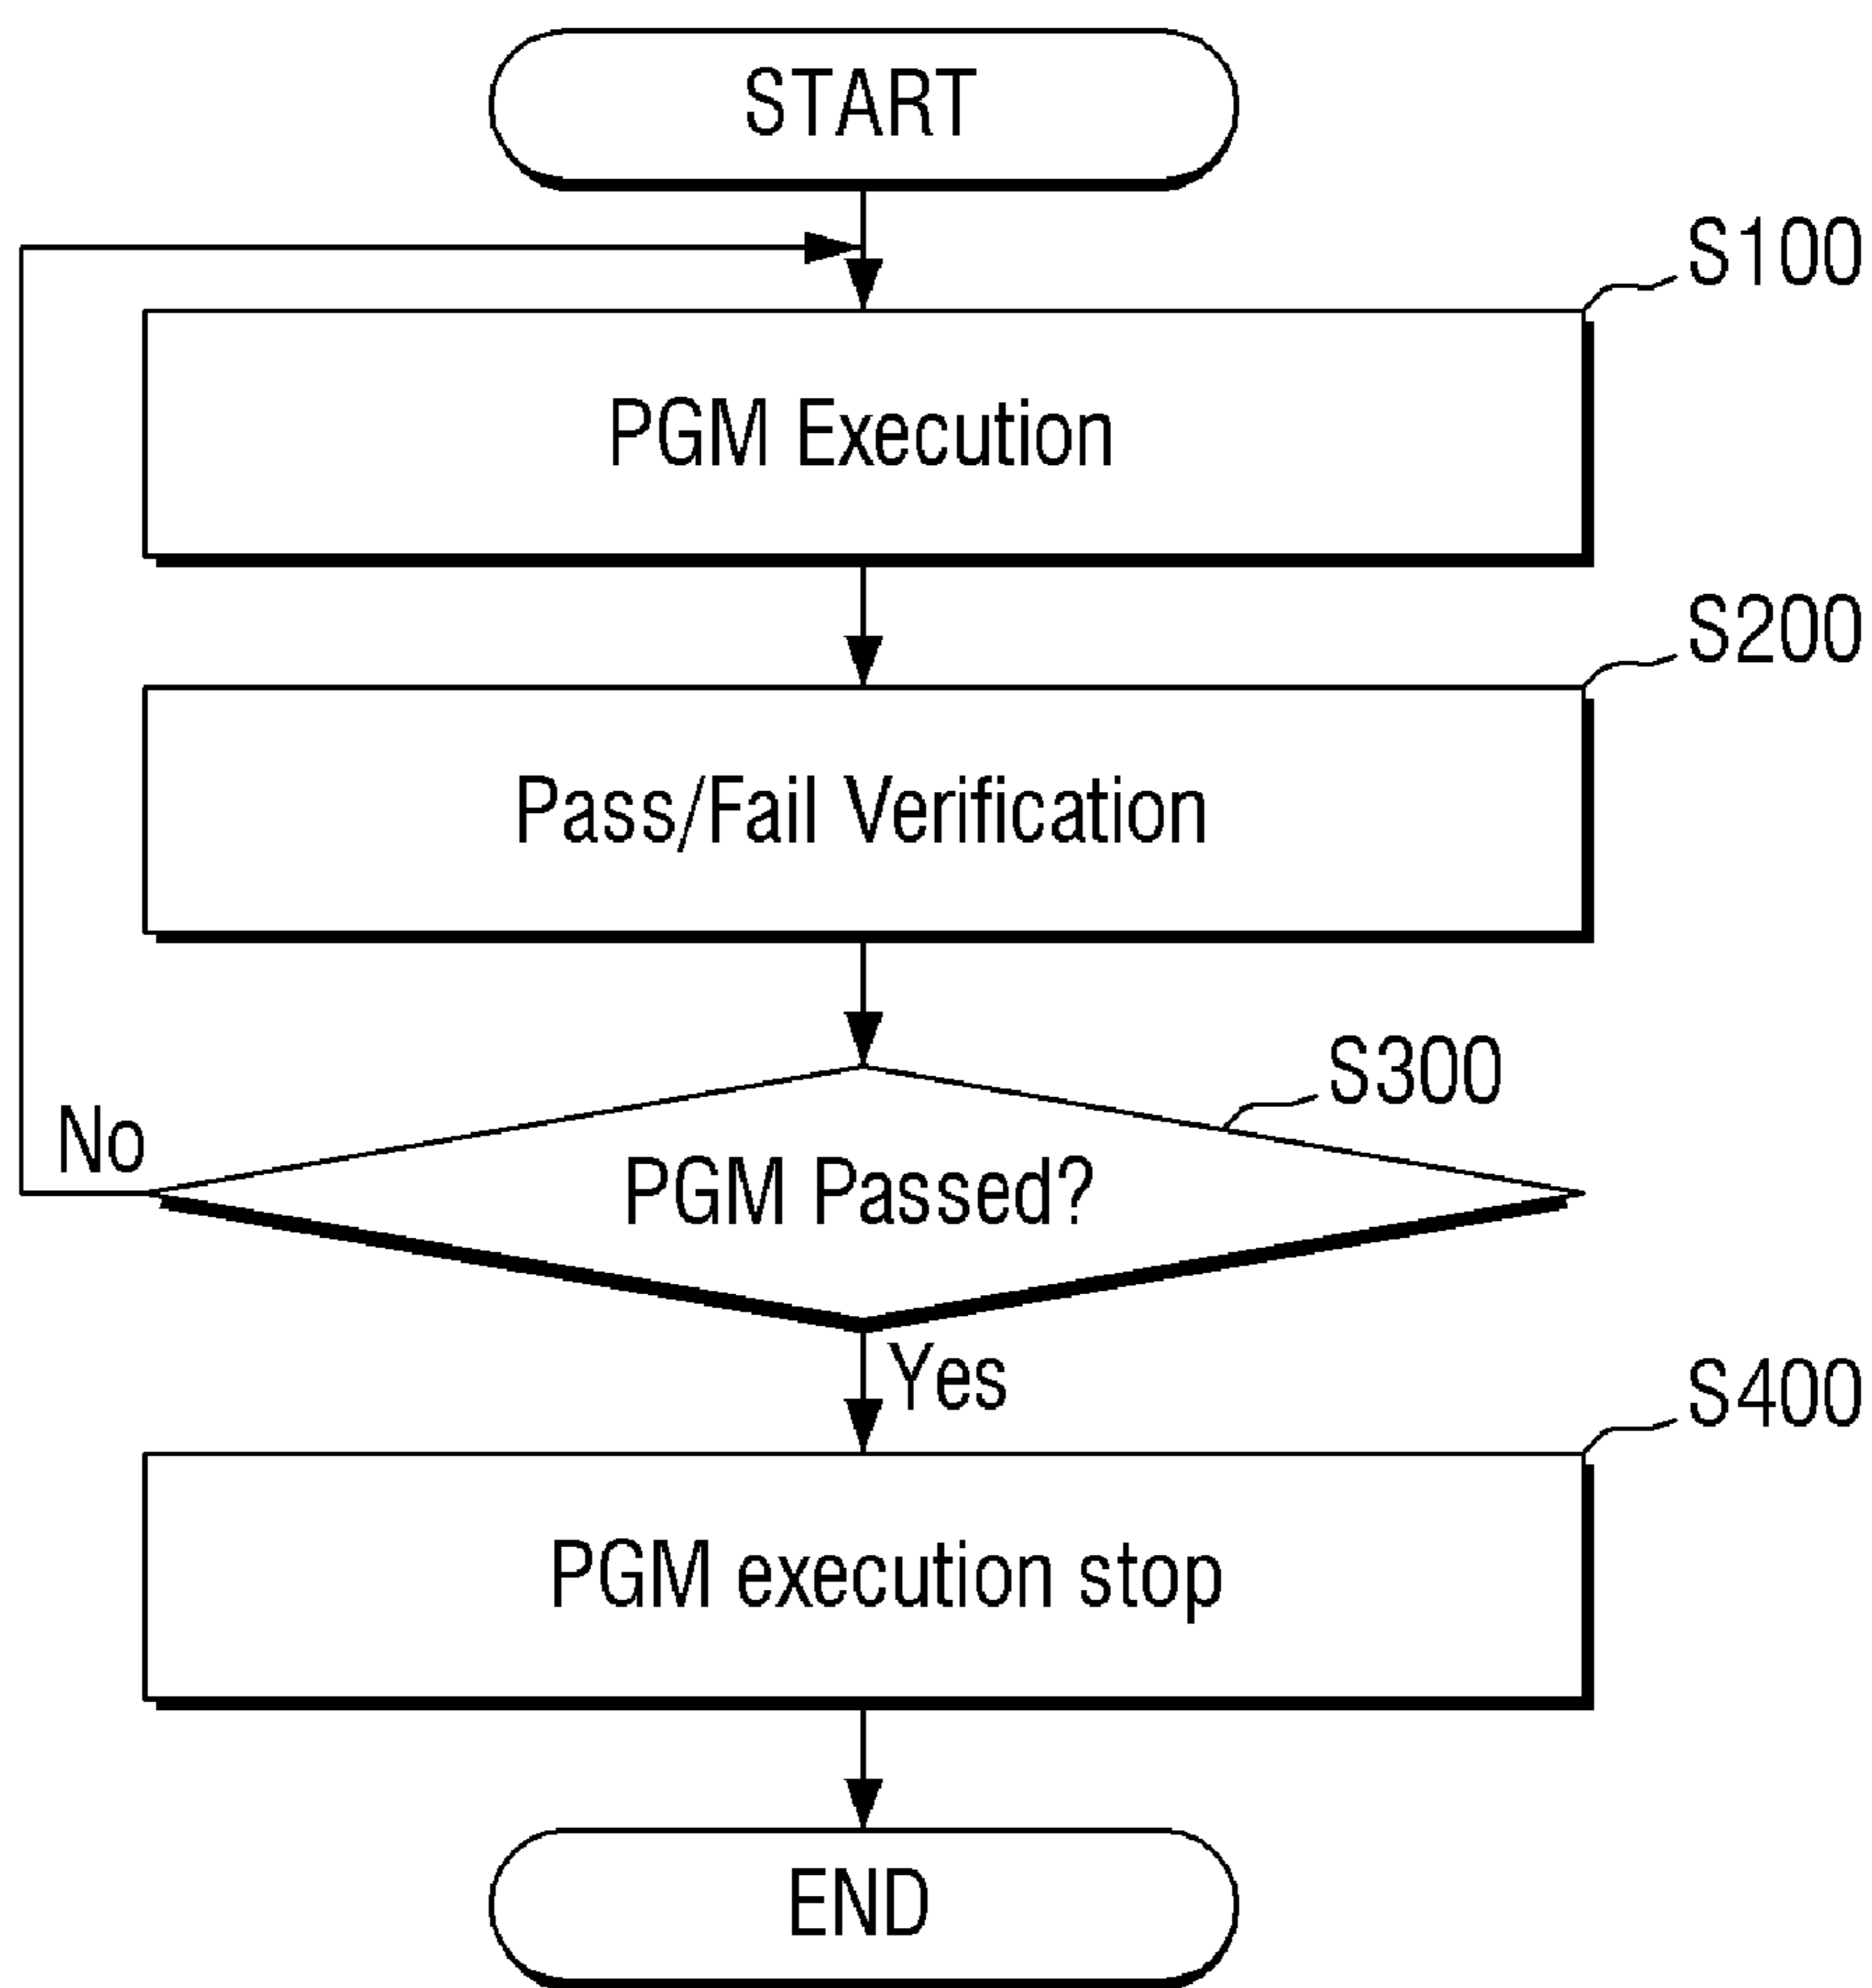 START
S100
PGM Execution
S200
Pass/Fail Verification
S300
No
PGM Passed?
Yes
S400
PGM execution stop
END